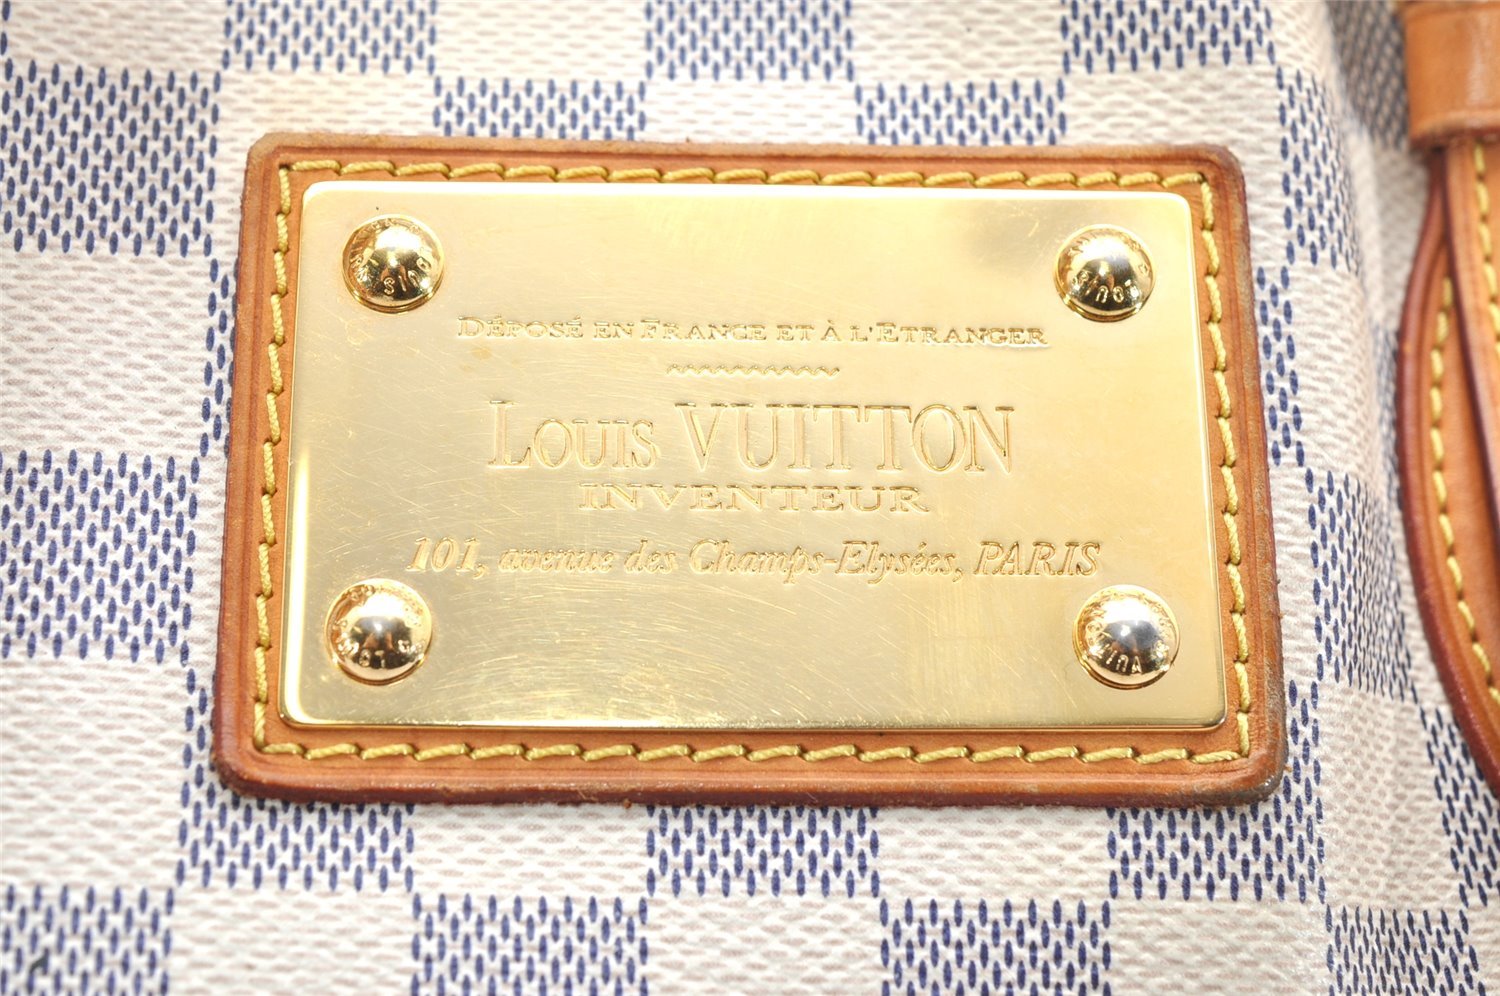 DÉPOSÉ EN FRANCE ET À L'ETRANGER
LOUIS VUITTON
INVENTEUR
101, avenue des Champs-Elysées, PARIS